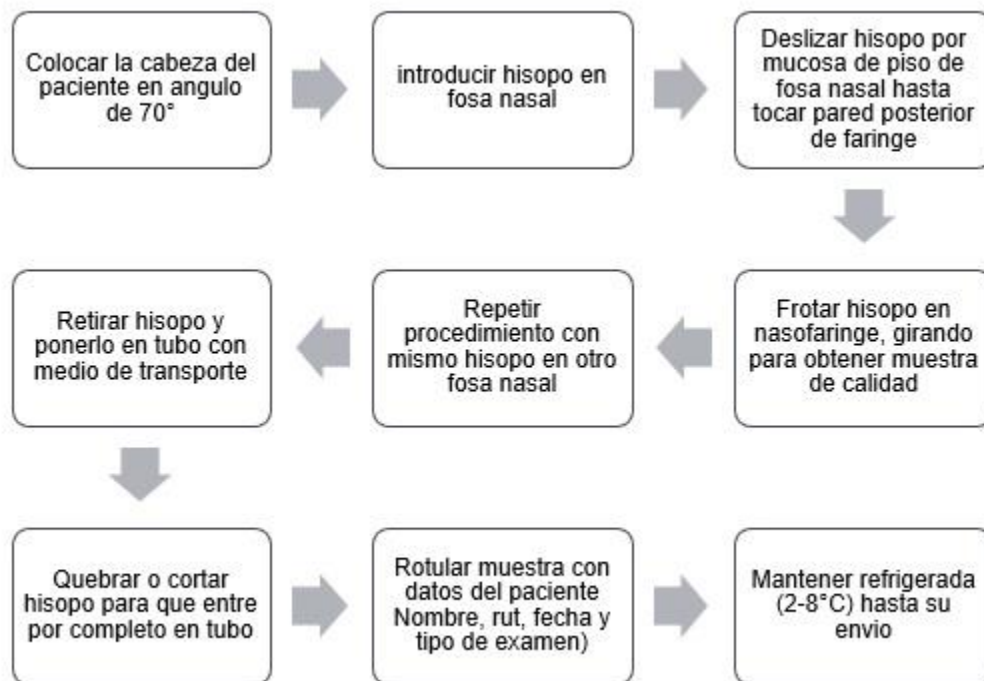 Colocar la cabeza del
paciente en angulo
de 70°
introducir hisopo en
fosa nasal
Deslizar hisopo por
mucosa de piso de
fosa nasal hasta
tocar pared posterior
de faringe
Frotar hisopo en
nasofaringe, girando
para obtener muestra
de calidad
Repetir
procedimiento con
mismo hisopo en otro
fosa nasal
Retirar hisopo y
ponerlo en tubo con
medio de transporte
Quebrar o cortar
hisopo para que entre
por completo en tubo
Rotular muestra con
datos del paciente
Nombre, rut, fecha y
tipo de examen)
Mantener refrigerada
(2-8°C) hasta su
envio